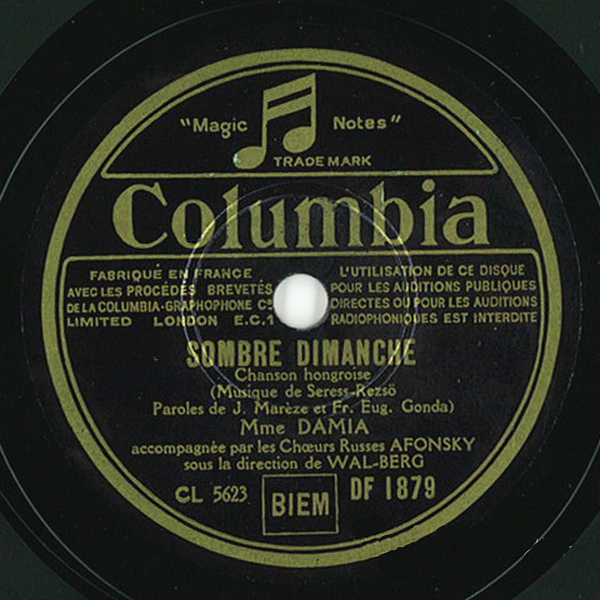 "Magic Notes"
TRADE MARK
Columbia
FABRIQUÉ EN FRANCE
AVEC LES PROCÉDÉS BREVETÉS
DE LA COLUMBIA-GRAPHOPHONE Cº
LIMITED LONDON E.C.1
L'UTILISATION DE CE DISQUE
POUR LES AUDITIONS PUBLIQUES
DIRECTES OU POUR LES AUDITIONS
RADIOPHONIQUES EST INTERDITE
SOMBRE DIMANCHE
Chanson hongroise
(Musique de Seress-Rezsö
Paroles de J. Marèze et Fr. Eug. Gonda)
Mme DAMIA
accompagnée par les Chœurs Russes AFONSKY
sous la direction de WAL-BERG
CL 5623 BIEM DF 1879